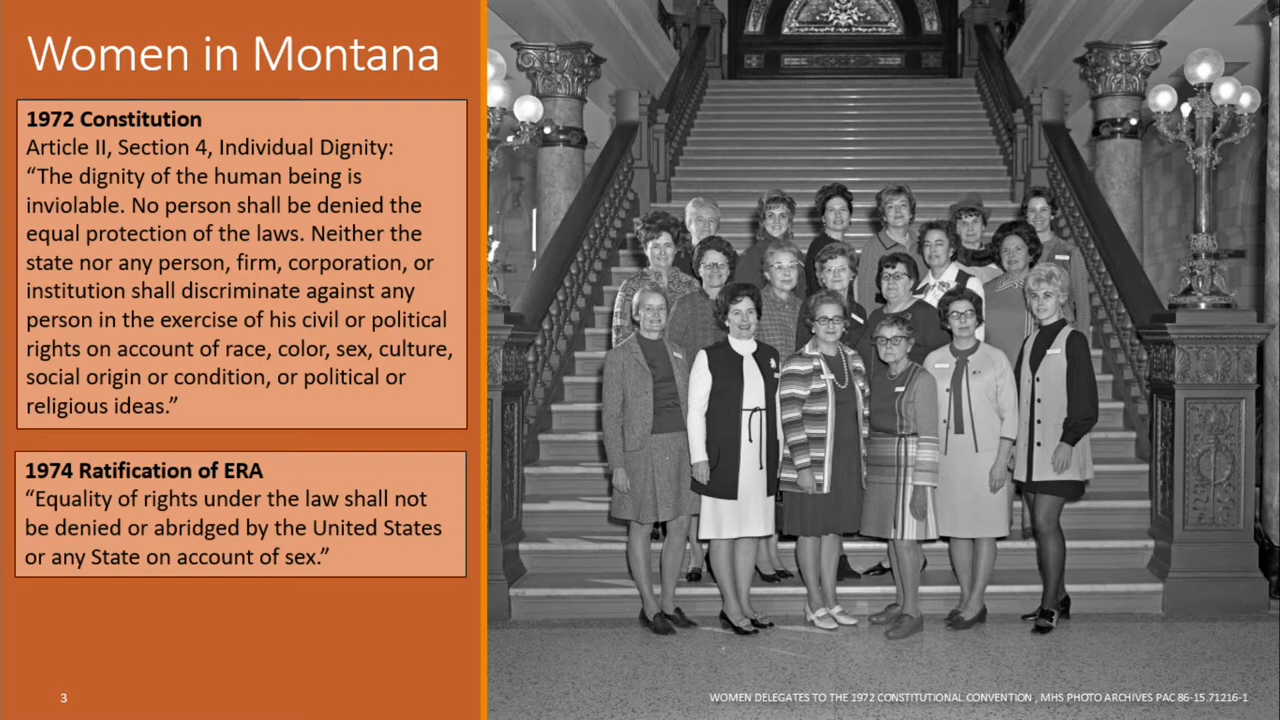 Women in Montana
1972 Constitution
Article II, Section 4, Individual Dignity:
“The dignity of the human being is
inviolable. No person shall be denied the
equal protection of the laws. Neither the
state nor any person, firm, corporation, or
institution shall discriminate against any
person in the exercise of his civil or political
rights on account of race, color, sex, culture,
social origin or condition, or political or
religious ideas.”
1974 Ratification of ERA
“Equality of rights under the law shall not
be denied or abridged by the United States
or any State on account of sex.”
3
WOMEN DELEGATES TO THE 1972 CONSTITUTIONAL CONVENTION , MHS PHOTO ARCHIVES PAC 86-15.71216-1